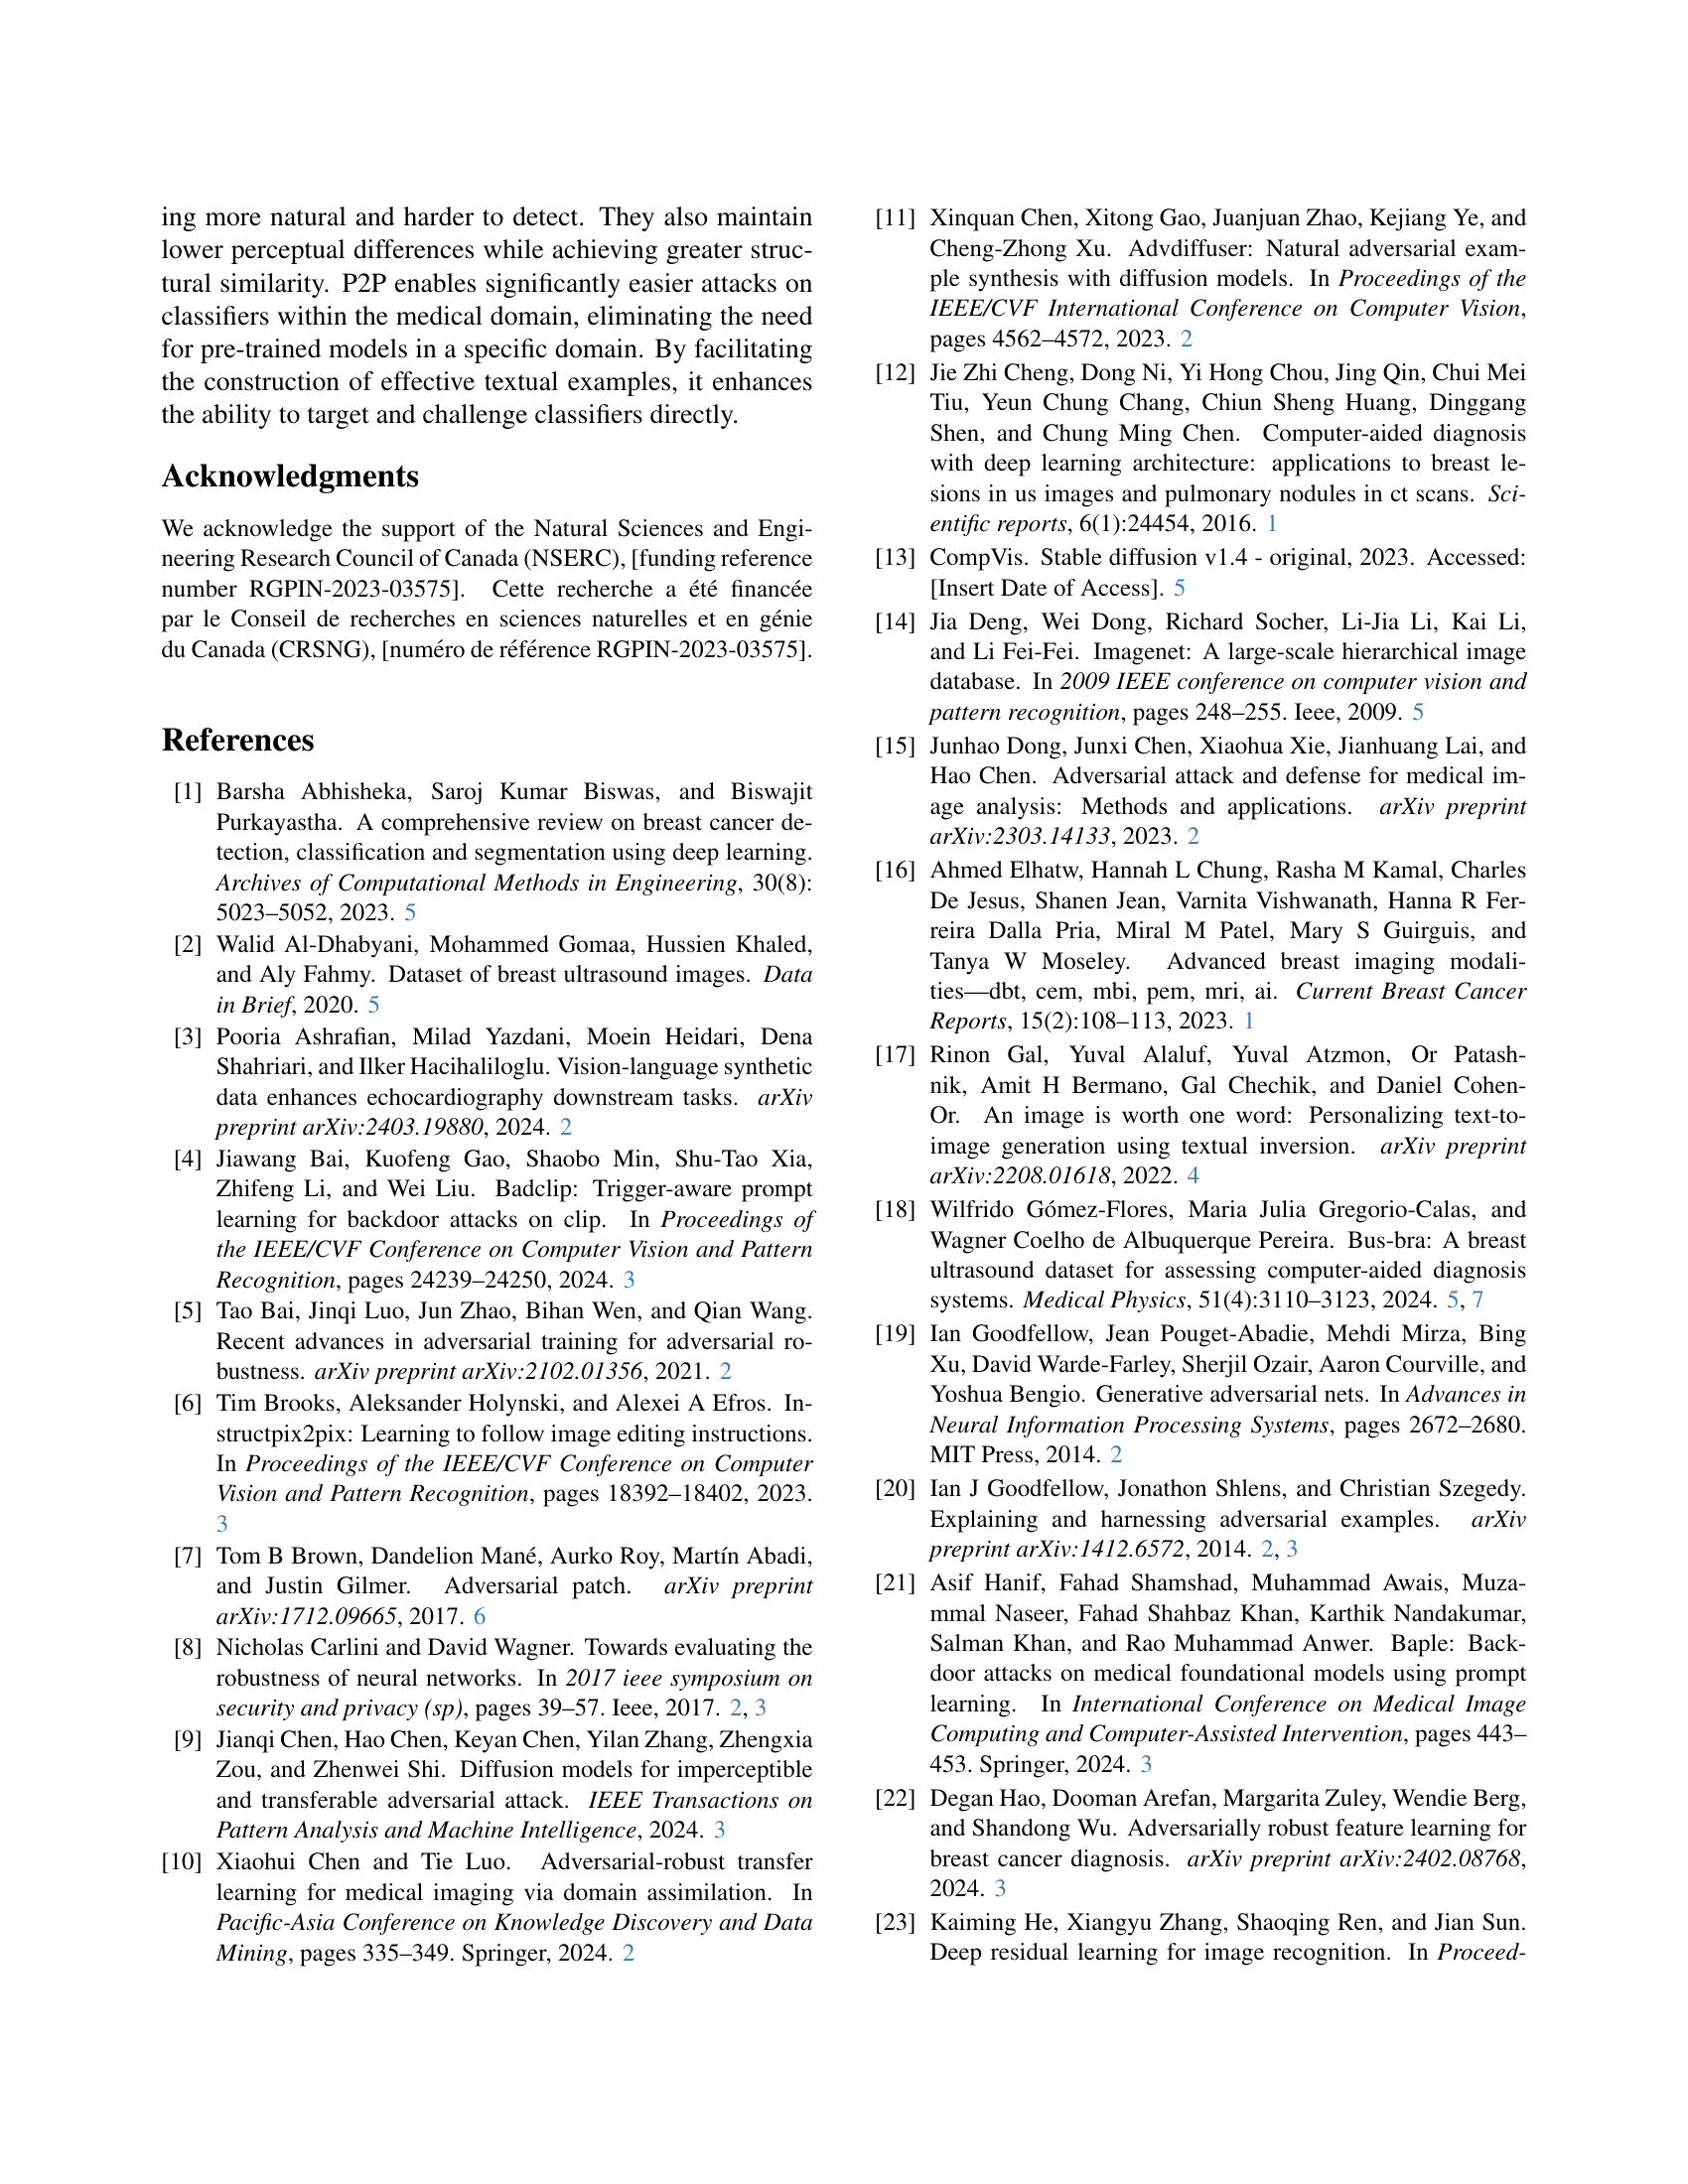 ing more natural and harder to detect. They also maintain
lower perceptual differences while achieving greater struc-
tural similarity. P2P enables significantly easier attacks on
classifiers within the medical domain, eliminating the need
for pre-trained models in a specific domain. By facilitating
the construction of effective textual examples, it enhances
the ability to target and challenge classifiers directly.
Acknowledgments
We acknowledge the support of the Natural Sciences and Engi-
neering Research Council of Canada (NSERC), [funding reference
number RGPIN-2023-03575]. Cette recherche a été financée
par le Conseil de recherches en sciences naturelles et en génie
du Canada (CRSNG), [numéro de référence RGPIN-2023-03575].
References
[1] Barsha Abhisheka, Saroj Kumar Biswas, and Biswajit
Purkayastha. A comprehensive review on breast cancer de-
tection, classification and segmentation using deep learning.
Archives of Computational Methods in Engineering, 30(8):
5023–5052, 2023. 5
[2] Walid Al-Dhabyani, Mohammed Gomaa, Hussien Khaled,
and Aly Fahmy. Dataset of breast ultrasound images. Data
in Brief, 2020. 5
[3] Pooria Ashrafian, Milad Yazdani, Moein Heidari, Dena
Shahriari, and Ilker Hacihaliloglu. Vision-language synthetic
data enhances echocardiography downstream tasks. arXiv
preprint arXiv:2403.19880, 2024. 2
[4] Jiawang Bai, Kuofeng Gao, Shaobo Min, Shu-Tao Xia,
Zhifeng Li, and Wei Liu. Badclip: Trigger-aware prompt
learning for backdoor attacks on clip. In Proceedings of
the IEEE/CVF Conference on Computer Vision and Pattern
Recognition, pages 24239–24250, 2024. 3
[5] Tao Bai, Jinqi Luo, Jun Zhao, Bihan Wen, and Qian Wang.
Recent advances in adversarial training for adversarial ro-
bustness. arXiv preprint arXiv:2102.01356, 2021. 2
[6] Tim Brooks, Aleksander Holynski, and Alexei A Efros. In-
structpix2pix: Learning to follow image editing instructions.
In Proceedings of the IEEE/CVF Conference on Computer
Vision and Pattern Recognition, pages 18392–18402, 2023.
3
[7] Tom B Brown, Dandelion Mané, Aurko Roy, Martín Abadi,
and Justin Gilmer. Adversarial patch. arXiv preprint
arXiv:1712.09665, 2017. 6
[8] Nicholas Carlini and David Wagner. Towards evaluating the
robustness of neural networks. In 2017 ieee symposium on
security and privacy (sp), pages 39–57. Ieee, 2017. 2, 3
[9] Jianqi Chen, Hao Chen, Keyan Chen, Yilan Zhang, Zhengxia
Zou, and Zhenwei Shi. Diffusion models for imperceptible
and transferable adversarial attack. IEEE Transactions on
Pattern Analysis and Machine Intelligence, 2024. 3
[10] Xiaohui Chen and Tie Luo. Adversarial-robust transfer
learning for medical imaging via domain assimilation. In
Pacific-Asia Conference on Knowledge Discovery and Data
Mining, pages 335–349. Springer, 2024. 2
[11] Xinquan Chen, Xitong Gao, Juanjuan Zhao, Kejiang Ye, and
Cheng-Zhong Xu. Advdiffuser: Natural adversarial exam-
ple synthesis with diffusion models. In Proceedings of the
IEEE/CVF International Conference on Computer Vision,
pages 4562–4572, 2023. 2
[12] Jie Zhi Cheng, Dong Ni, Yi Hong Chou, Jing Qin, Chui Mei
Tiu, Yeun Chung Chang, Chiun Sheng Huang, Dinggang
Shen, and Chung Ming Chen. Computer-aided diagnosis
with deep learning architecture: applications to breast le-
sions in us images and pulmonary nodules in ct scans. Sci-
entific reports, 6(1):24454, 2016. 1
[13] CompVis. Stable diffusion v1.4 - original, 2023. Accessed:
[Insert Date of Access]. 5
[14] Jia Deng, Wei Dong, Richard Socher, Li-Jia Li, Kai Li,
and Li Fei-Fei. Imagenet: A large-scale hierarchical image
database. In 2009 IEEE conference on computer vision and
pattern recognition, pages 248–255. Ieee, 2009. 5
[15] Junhao Dong, Junxi Chen, Xiaohua Xie, Jianhuang Lai, and
Hao Chen. Adversarial attack and defense for medical im-
age analysis: Methods and applications. arXiv preprint
arXiv:2303.14133, 2023. 2
[16] Ahmed Elhatw, Hannah L Chung, Rasha M Kamal, Charles
De Jesus, Shanen Jean, Varnita Vishwanath, Hanna R Fer-
reira Dalla Pria, Miral M Patel, Mary S Guirguis, and
Tanya W Moseley. Advanced breast imaging modali-
ties—dbt, cem, mbi, pem, mri, ai. Current Breast Cancer
Reports, 15(2):108–113, 2023. 1
[17] Rinon Gal, Yuval Alaluf, Yuval Atzmon, Or Patash-
nik, Amit H Bermano, Gal Chechik, and Daniel Cohen-
Or. An image is worth one word: Personalizing text-to-
image generation using textual inversion. arXiv preprint
arXiv:2208.01618, 2022. 4
[18] Wilfrido Gómez-Flores, Maria Julia Gregorio-Calas, and
Wagner Coelho de Albuquerque Pereira. Bus-bra: A breast
ultrasound dataset for assessing computer-aided diagnosis
systems. Medical Physics, 51(4):3110–3123, 2024. 5, 7
[19] Ian Goodfellow, Jean Pouget-Abadie, Mehdi Mirza, Bing
Xu, David Warde-Farley, Sherjil Ozair, Aaron Courville, and
Yoshua Bengio. Generative adversarial nets. In Advances in
Neural Information Processing Systems, pages 2672–2680.
MIT Press, 2014. 2
[20] Ian J Goodfellow, Jonathon Shlens, and Christian Szegedy.
Explaining and harnessing adversarial examples. arXiv
preprint arXiv:1412.6572, 2014. 2, 3
[21] Asif Hanif, Fahad Shamshad, Muhammad Awais, Muza-
mmal Naseer, Fahad Shahbaz Khan, Karthik Nandakumar,
Salman Khan, and Rao Muhammad Anwer. Baple: Back-
door attacks on medical foundational models using prompt
learning. In International Conference on Medical Image
Computing and Computer-Assisted Intervention, pages 443–
453. Springer, 2024. 3
[22] Degan Hao, Dooman Arefan, Margarita Zuley, Wendie Berg,
and Shandong Wu. Adversarially robust feature learning for
breast cancer diagnosis. arXiv preprint arXiv:2402.08768,
2024. 3
[23] Kaiming He, Xiangyu Zhang, Shaoqing Ren, and Jian Sun.
Deep residual learning for image recognition. In Proceed-